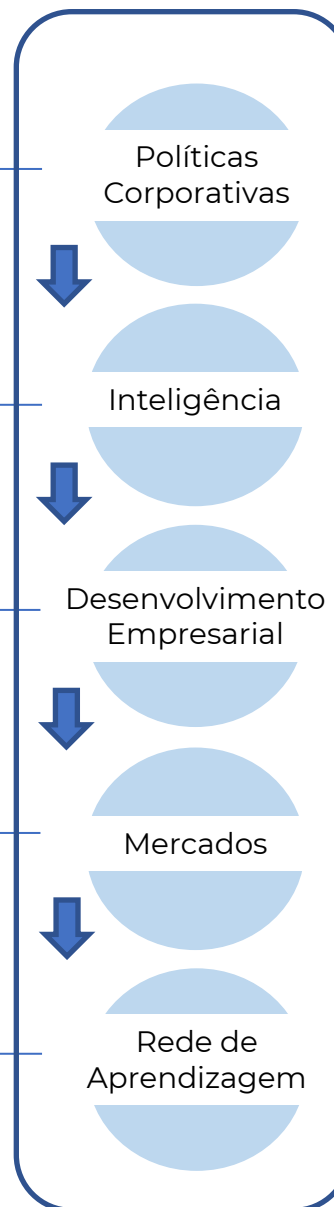 Políticas
Corporativas
Inteligência
Desenvolvimento
Empresarial
Mercados
Rede de
Aprendizagem